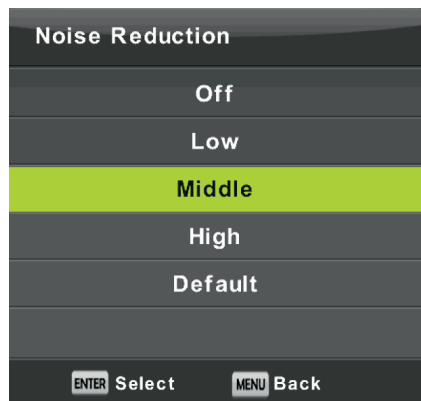 Noise Reduction
Off
Low
Middle
High
Default
ENTER Select MENU Back